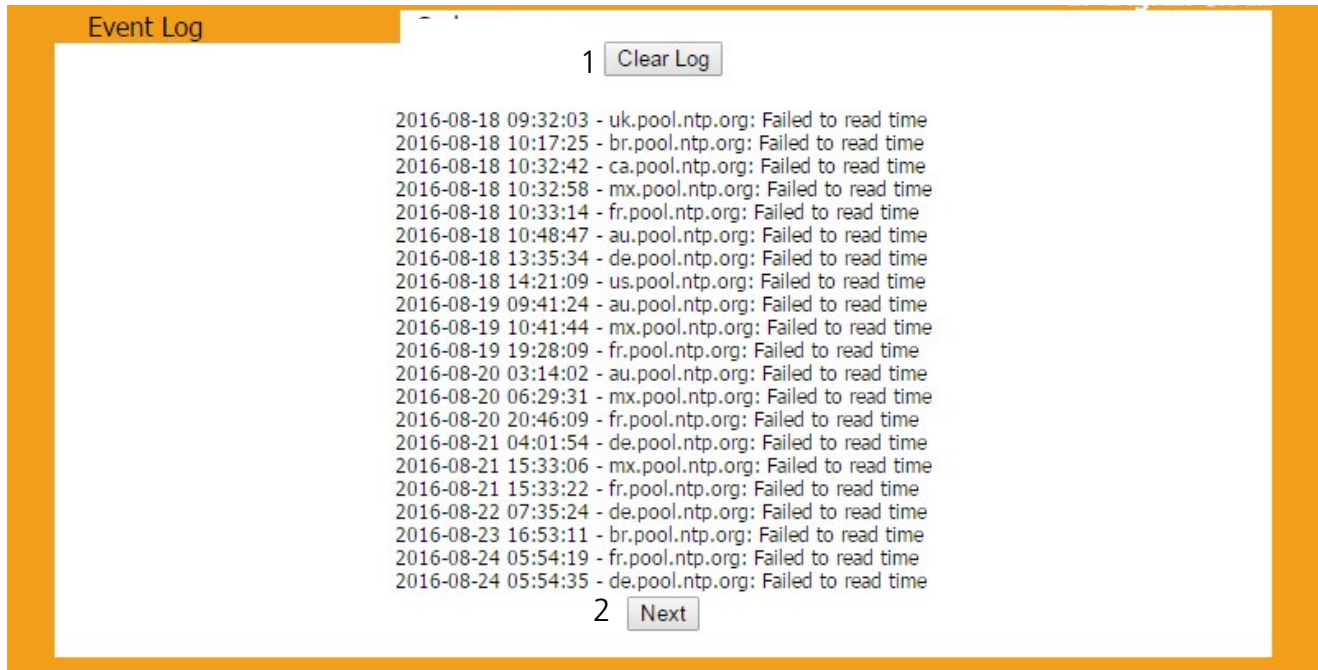 Event Log
1 Clear Log
2016-08-18 09:32:03 - uk.pool.ntp.org: Failed to read time
2016-08-18 10:17:25 - br.pool.ntp.org: Failed to read time
2016-08-18 10:32:42 - ca.pool.ntp.org: Failed to read time
2016-08-18 10:32:58 - mx.pool.ntp.org: Failed to read time
2016-08-18 10:33:14 - fr.pool.ntp.org: Failed to read time
2016-08-18 10:48:47 - au.pool.ntp.org: Failed to read time
2016-08-18 13:35:34 - de.pool.ntp.org: Failed to read time
2016-08-18 14:21:09 - us.pool.ntp.org: Failed to read time
2016-08-19 09:41:24 - au.pool.ntp.org: Failed to read time
2016-08-19 10:41:44 - mx.pool.ntp.org: Failed to read time
2016-08-19 19:28:09 - fr.pool.ntp.org: Failed to read time
2016-08-20 03:14:02 - au.pool.ntp.org: Failed to read time
2016-08-20 06:29:31 - mx.pool.ntp.org: Failed to read time
2016-08-20 20:46:09 - fr.pool.ntp.org: Failed to read time
2016-08-21 04:01:54 - de.pool.ntp.org: Failed to read time
2016-08-21 15:33:06 - mx.pool.ntp.org: Failed to read time
2016-08-21 15:33:22 - fr.pool.ntp.org: Failed to read time
2016-08-22 07:35:24 - de.pool.ntp.org: Failed to read time
2016-08-23 16:53:11 - br.pool.ntp.org: Failed to read time
2016-08-24 05:54:19 - fr.pool.ntp.org: Failed to read time
2016-08-24 05:54:35 - de.pool.ntp.org: Failed to read time
2 Next